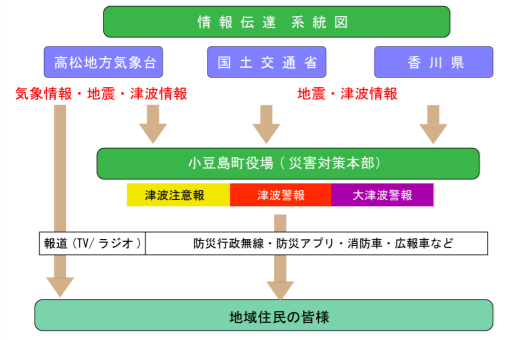 情報伝達 系統図
高松地方気象台
国土交通省
香川県
気象情報・地震・津波情報
地震・津波情報
小豆島町役場(災害対策本部)
津波注意報
津波警報
大津波警報
報道(TV/ラジオ)
防災行政無線・防災アプリ・消防車・広報車など
地域住民の皆様